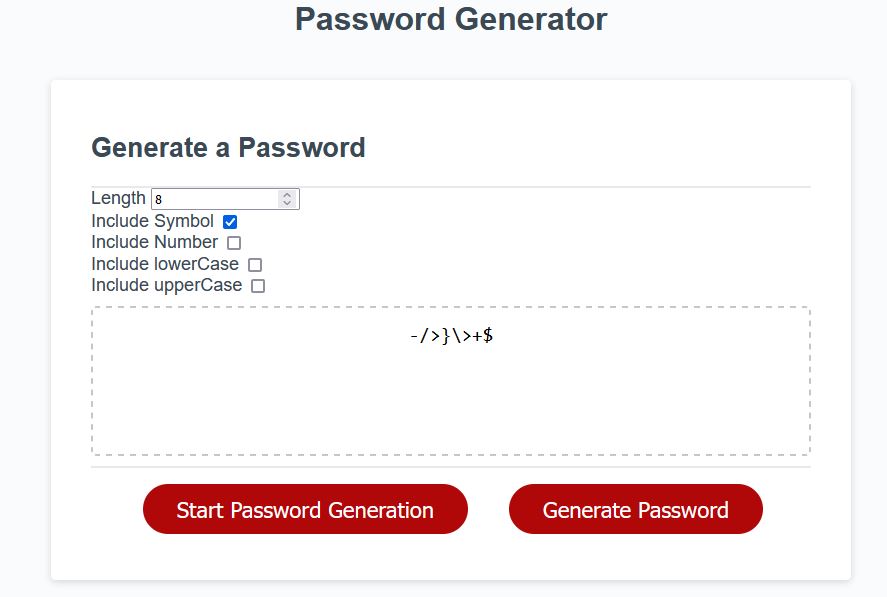 Password Generator
Generate a Password
Length 8
Include Symbol
Include Number
Include lowerCase
Include upperCase
-/>}\>+$
Start Password Generation
Generate Password